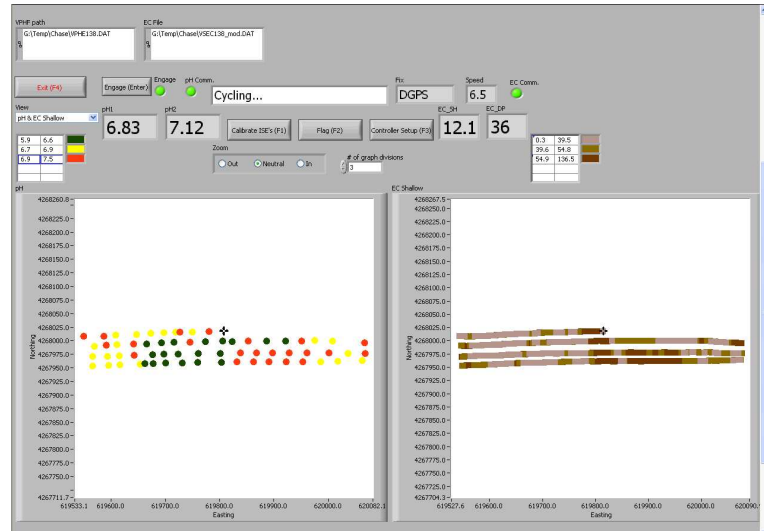 VPHF path EC File
G:\Temp\Chase\VPHE138.DAT G:\Temp\Chase\VSEC138_mod.DAT
Exit (F4) Engage (Enter) Engage pH Comm. Cycling... Fix DGPS Speed 6.5 EC Comm.
View pH1 pH2 EC_SH EC_DP
pH & EC Shallow 6.83 7.12 Calibrate ISE's (F1) Flag (F2) Controller Setup (F3) 12.1 36
5.9 6.6 0.3 39.5
6.7 6.9 39.6 54.8
6.9 7.5 54.9 136.5
Zoom
Out Neutral In # of graph divisions
3
pH EC Shallow
4268260.8 4268267.5
4268225.0 4268250.0
4268200.0 4268225.0
4268175.0 4268200.0
4268150.0 4268175.0
4268125.0 4268150.0
4268100.0 4268125.0
4268075.0 4268100.0
4268050.0 4268075.0
4268025.0 4268050.0
4268000.0 4268025.0
4267975.0 4268000.0
4267950.0 4267975.0
4267925.0 4267950.0
4267900.0 4267925.0
4267875.0 4267900.0
4267850.0 4267875.0
4267825.0 4267850.0
4267800.0 4267825.0
4267775.0 4267800.0
4267750.0 4267775.0
4267711.7 4267750.0
4267725.0
4267704.3
Northing Northing
619533.1 619600.0 619700.0 619800.0 619900.0 620000.0 620082.1
619527.6 619600.0 619700.0 619800.0 619900.0 620000.0 620090.
Easting Easting